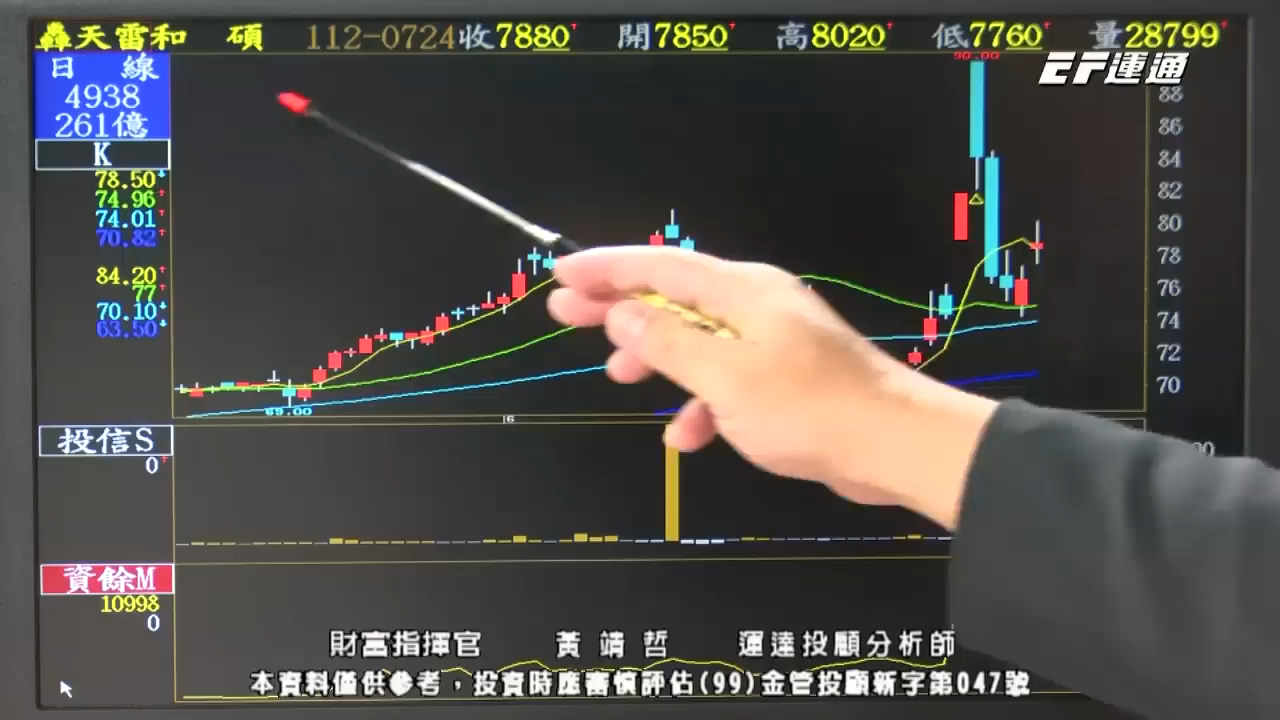 轟天雷和 碩 112-0724收7880↑ 開7850↑ 高8020↑ 低7760↑ 量28799↑
EF運通
日 線
4938
261億
K
78.50↓
74.96↑
74.01↑
70.82↑
84.20↑
77↑
70.10↓
63.50↓
90.00
88
86
84
82
80
78
76
74
72
70
69.00
6
投信S
0↑
資餘M
10998
0
財富指揮官 黃靖哲 運達投顧分析師
本資料僅供參考，投資時應審慎評估(99)金管投顧新字第047號